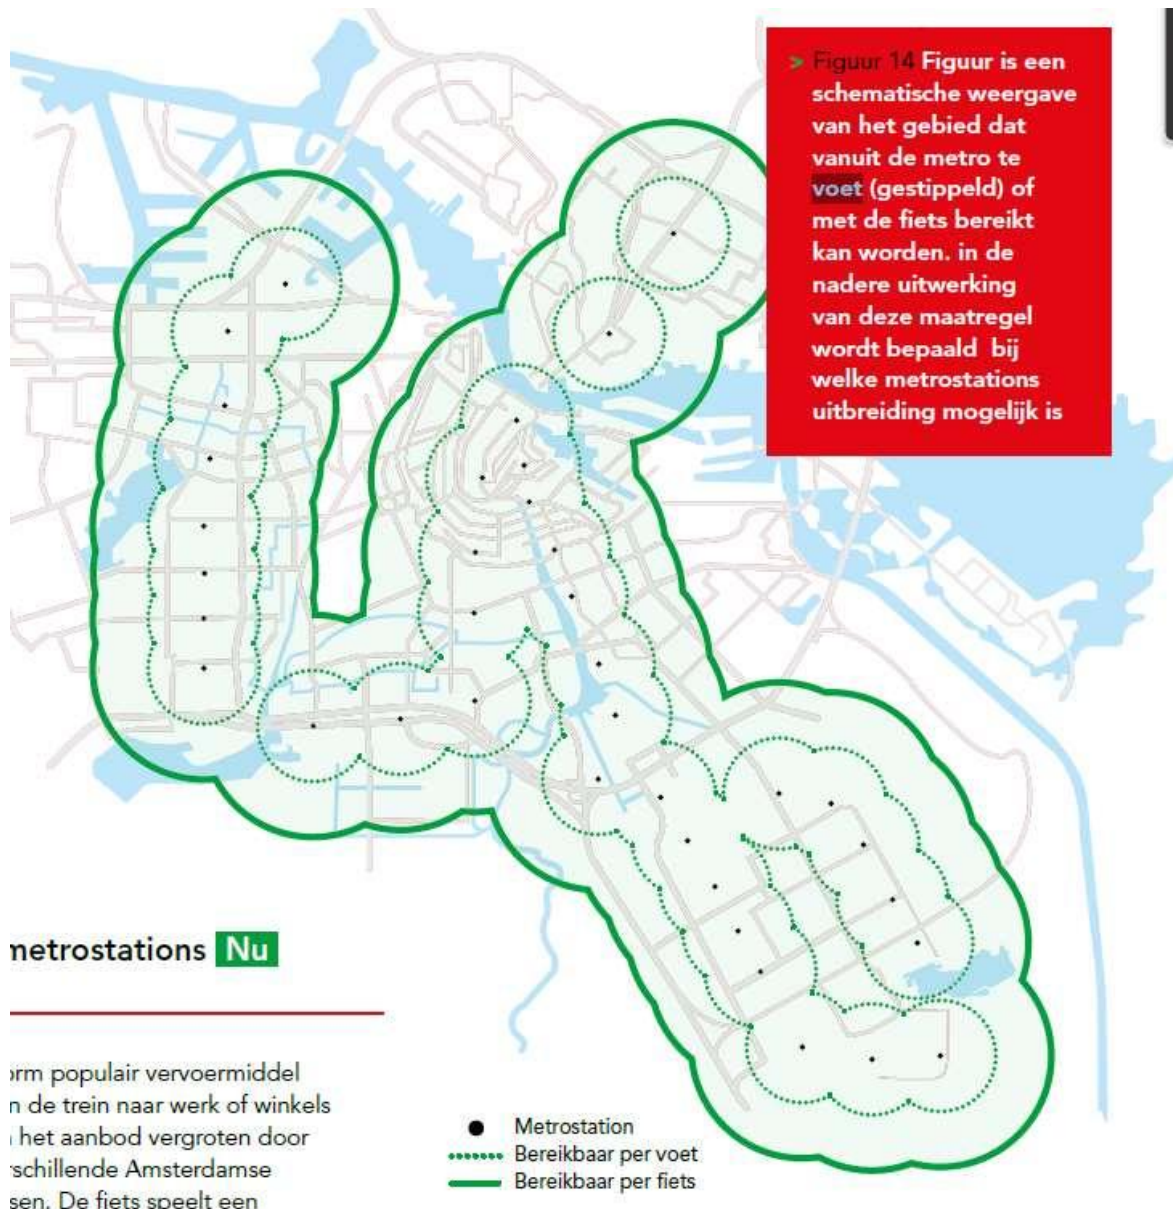 > Figuur 14 Figuur is een
schematische weergave
van het gebied dat
vanuit de metro te
voet (gestippeld) of
met de fiets bereikt
kan worden. in de
nadere uitwerking
van deze maatregel
wordt bepaald bij
welke metrostations
uitbreiding mogelijk is
metrostations Nu
orm populair vervoermiddel
n de trein naar werk of winkels
het aanbod vergroten door
rschillende Amsterdamse
sen. De fiets speelt een
Metrostation
Bereikbaar per voet
Bereikbaar per fiets